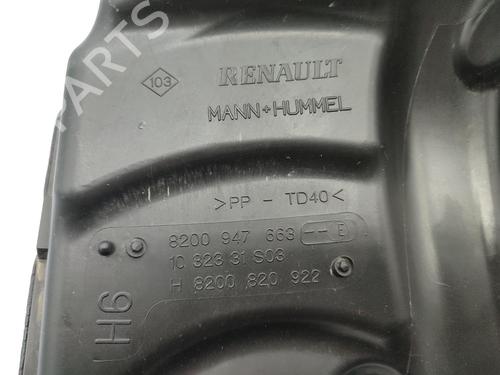 103
RENAULT
MANN+HUMMEL
>PP - TD40<
8200 947 663 --E
10 823 31 S03
H 8200 820 922
H6
B-PARTS